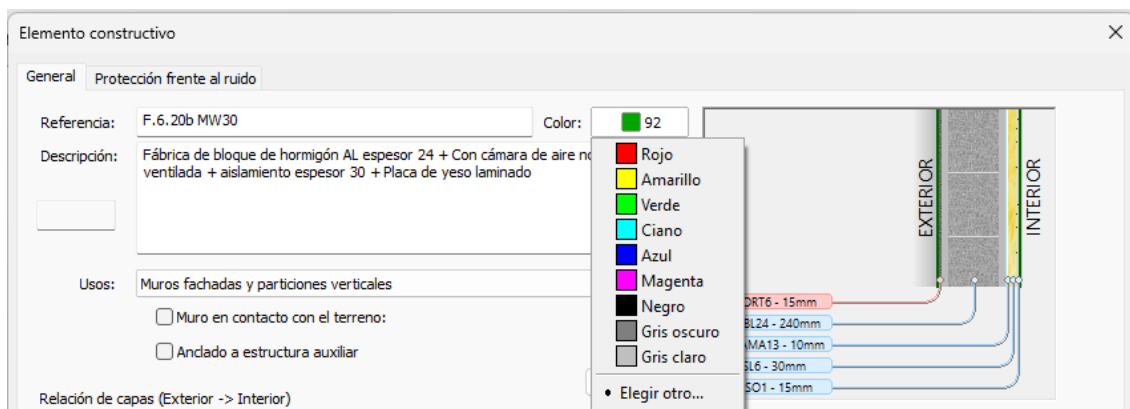 Elemento constructivo
General
Protección frente al ruido
Referencia:
F.6.20b MW30
Color:
92
Descripción:
Fábrica de bloque de hormigón AL espesor 24 + Con cámara de aire no
ventilada + aislamiento espesor 30 + Placa de yeso laminado
Rojo
Amarillo
Verde
Ciano
Azul
Magenta
Negro
Gris oscuro
Gris claro
• Elegir otro...
EXTERIOR
INTERIOR
Usos:
Muros fachadas y particiones verticales
Muro en contacto con el terreno:
Anclado a estructura auxiliar
ORT6 - 15mm
BL24 - 240mm
AMA13 - 10mm
SL6 - 30mm
SO1 - 15mm
Relación de capas (Exterior -> Interior)